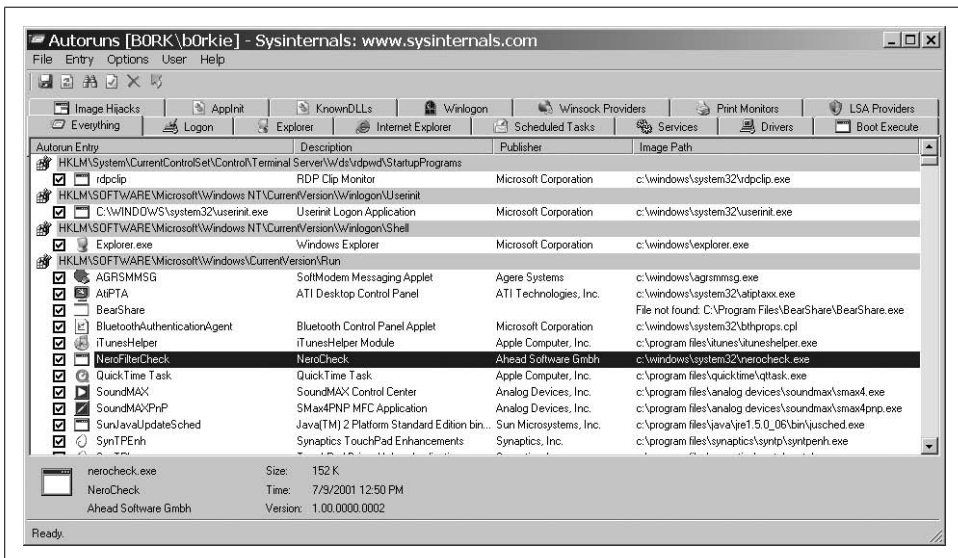 Autoruns [B0RK\b0rkie] - Sysinternals: www.sysinternals.com
File Entry Options User Help
Image Hijacks AppInit KnownDLLs Winlogon Winsock Providers Print Monitors LSA Providers
Everything Logon Explorer Internet Explorer Scheduled Tasks Services Drivers Boot Execute
Autorun Entry Description Publisher Image Path
HKLM\System\CurrentControlSet\Control\Terminal Server\Wds\rdpwd\StartupPrograms
rdpclip RDP Clip Monitor Microsoft Corporation c:\windows\system32\rdpclip.exe
HKLM\SOFTWARE\Microsoft\Windows NT\CurrentVersion\Winlogon\Userinit
C:\WINDOWS\system32\userinit.exe Userinit Logon Application Microsoft Corporation c:\windows\system32\userinit.exe
HKLM\SOFTWARE\Microsoft\Windows NT\CurrentVersion\Winlogon\Shell
Explorer.exe Windows Explorer Microsoft Corporation c:\windows\explorer.exe
HKLM\SOFTWARE\Microsoft\Windows\CurrentVersion\Run
AGRSMMSG SoftModem Messaging Applet Agere Systems c:\windows\agrsmmsg.exe
AtiPTA ATI Desktop Control Panel ATI Technologies, Inc. c:\windows\system32\atiptaxx.exe
BearShare File not found: C:\Program Files\BearShare\BearShare.exe
BluetoothAuthenticationAgent Bluetooth Control Panel Applet Microsoft Corporation c:\windows\system32\bthprops.cpl
iTunesHelper iTunesHelper Module Apple Computer, Inc. c:\program files\itunes\ituneshelper.exe
NeroFilterCheck NeroCheck Ahead Software Gmbh c:\windows\system32\nerocheck.exe
QuickTime Task QuickTime Task Apple Computer, Inc. c:\program files\quicktime\qttask.exe
SoundMAX SoundMAX Control Center Analog Devices, Inc. c:\program files\analog devices\soundmax\smax4.exe
SoundMAXPnP SMax4PNP MFC Application Analog Devices, Inc. c:\program files\analog devices\soundmax\smax4pnp.exe
SunJavaUpdateSched Java(TM) 2 Platform Standard Edition bin... Sun Microsystems, Inc. c:\program files\java\jre1.5.0_06\bin\jusched.exe
SynTPEnh Synaptics TouchPad Enhancements Synaptics, Inc. c:\program files\synaptics\syntp\syntpenh.exe
nerocheck.exe Size: 152 K
NeroCheck Time: 7/9/2001 12:50 PM
Ahead Software Gmbh Version: 1.00.0000.0002
Ready.